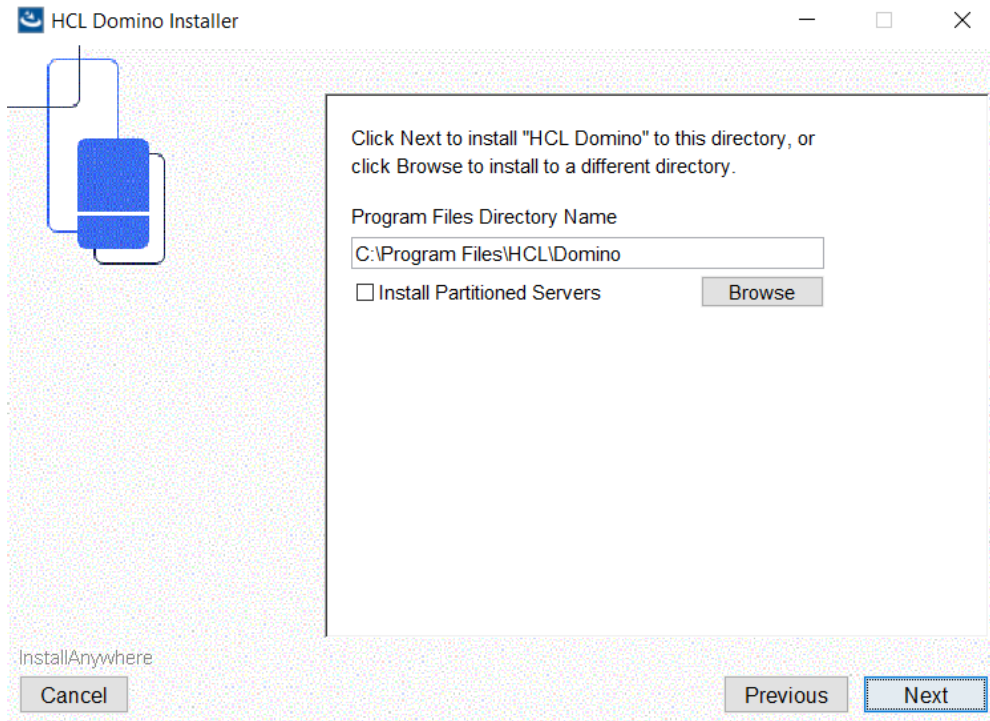 HCL Domino Installer
Click Next to install "HCL Domino" to this directory, or
click Browse to install to a different directory.
Program Files Directory Name
C:\Program Files\HCL\Domino
Install Partitioned Servers
Browse
InstallAnywhere
Cancel
Previous
Next